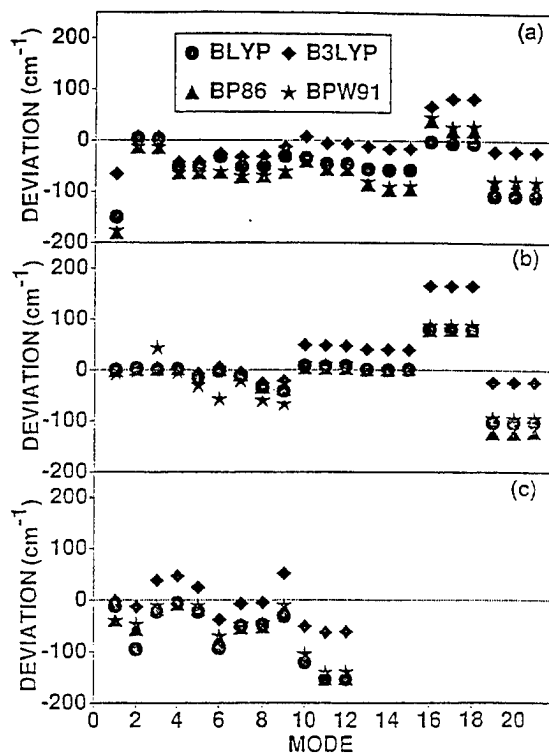 200
100
0
-100
-200
DEVIATION (cm-1)
(a)
BLYP
B3LYP
BP86
BPW91
200
100
0
-100
-200
DEVIATION (cm-1)
(b)
200
100
0
-100
-200
DEVIATION (cm-1)
(c)
0 2 4 6 8 10 12 14 16 18 20
MODE